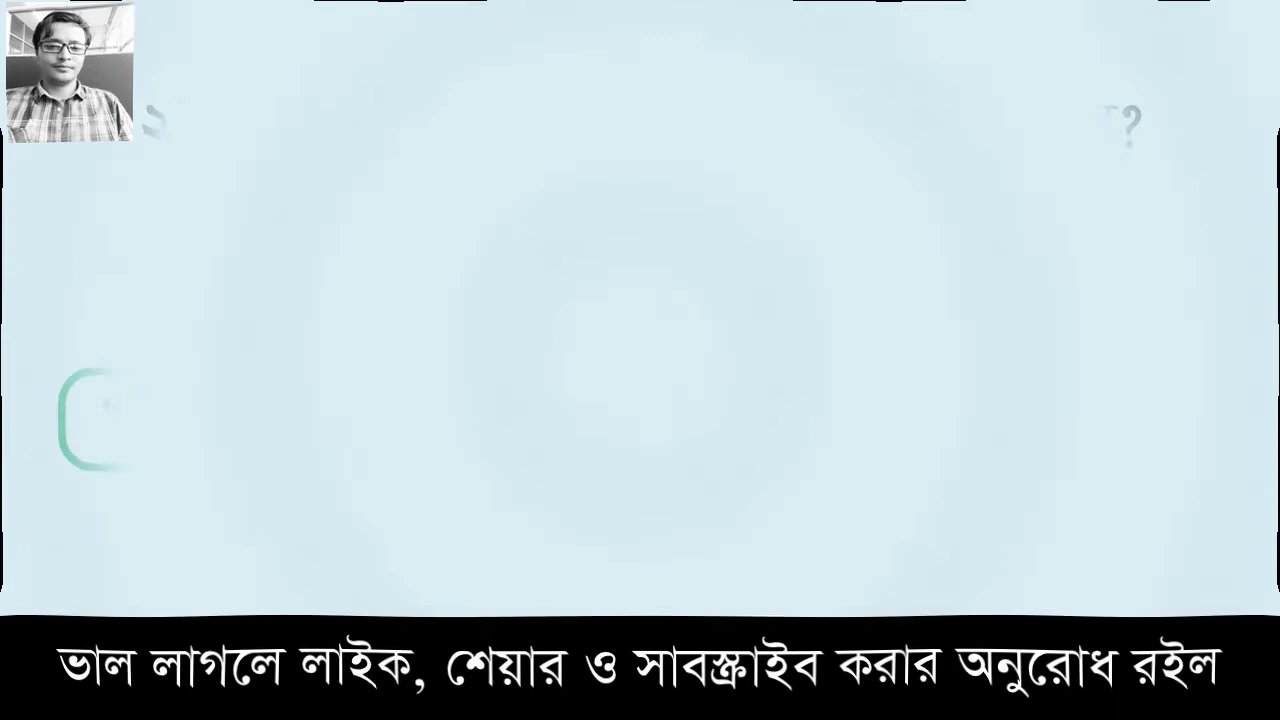 ভাল লাগলে লাইক, শেয়ার ও সাবস্ক্রাইব করার অনুরোধ রইল